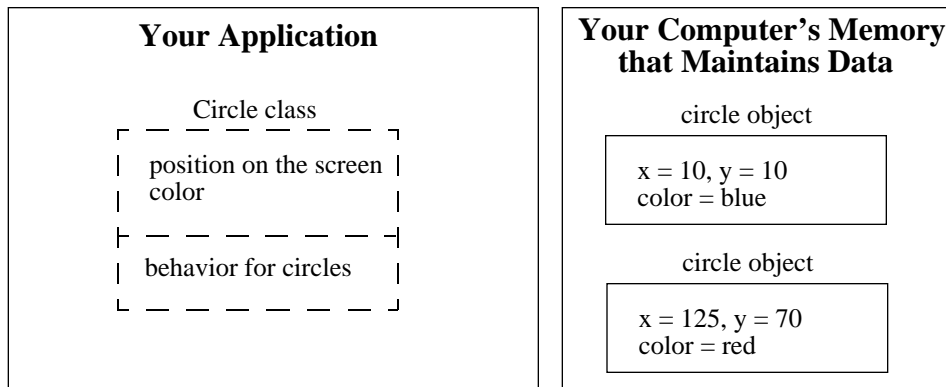 Your Application
Circle class
position on the screen
color
behavior for circles
Your Computer’s Memory
that Maintains Data
circle object
x = 10, y = 10
color = blue
circle object
x = 125, y = 70
color = red